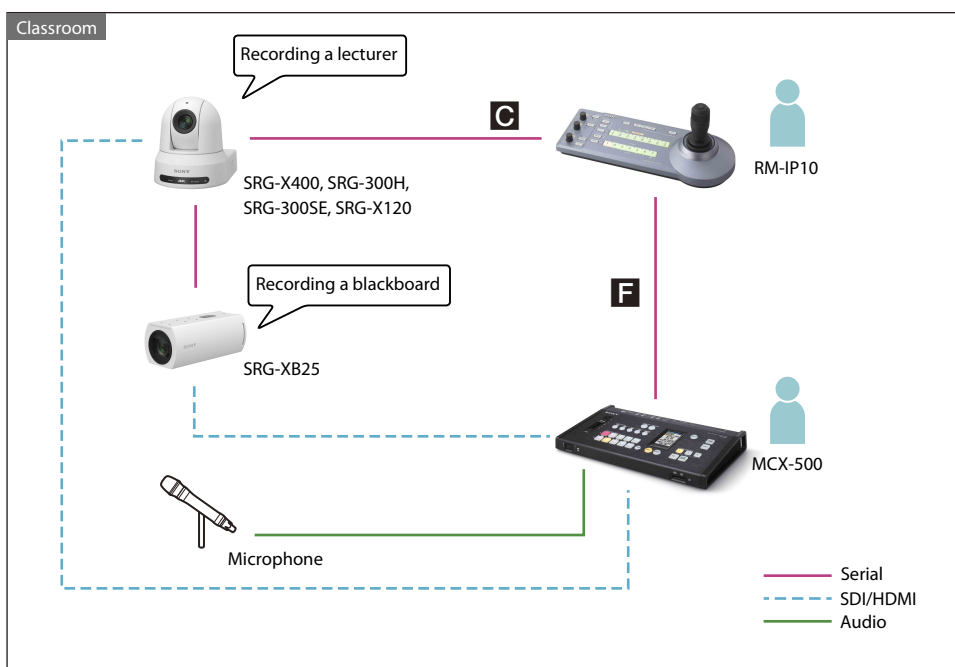 Classroom
Recording a lecturer
C
RM-IP10
SONY
SRG-X400, SRG-300H,
SRG-300SE, SRG-X120
Recording a blackboard
F
SRG-XB25
MCX-500
Microphone
Serial
SDI/HDMI
Audio